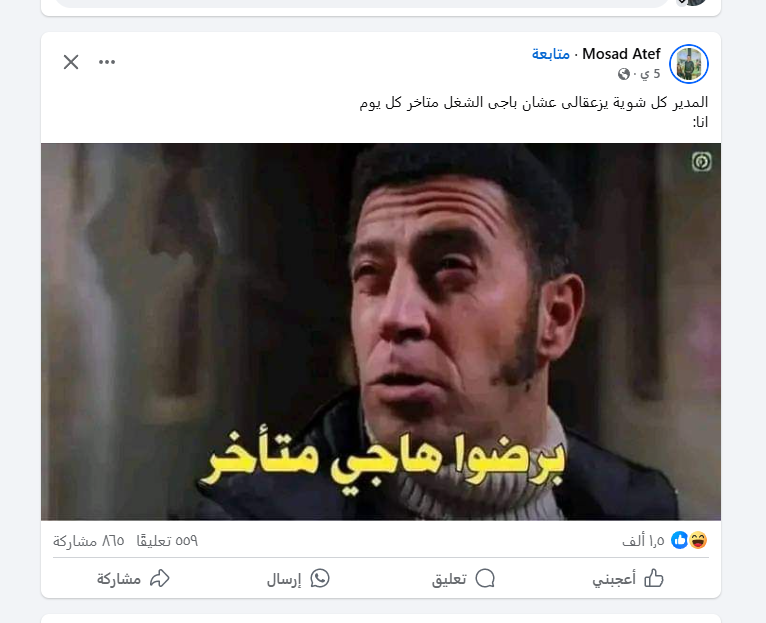 Mosad Atef · متابعة
5 ي ·
المدير كل شوية يزعقالى عشان باجى الشغل متاخر كل يوم
انا:
برضوا هاجي متأخر
١,٥ ألف
٥٥٩ تعليقًا ٨٦٥ مشاركة
أعجبني
تعليق
إرسال
مشاركة